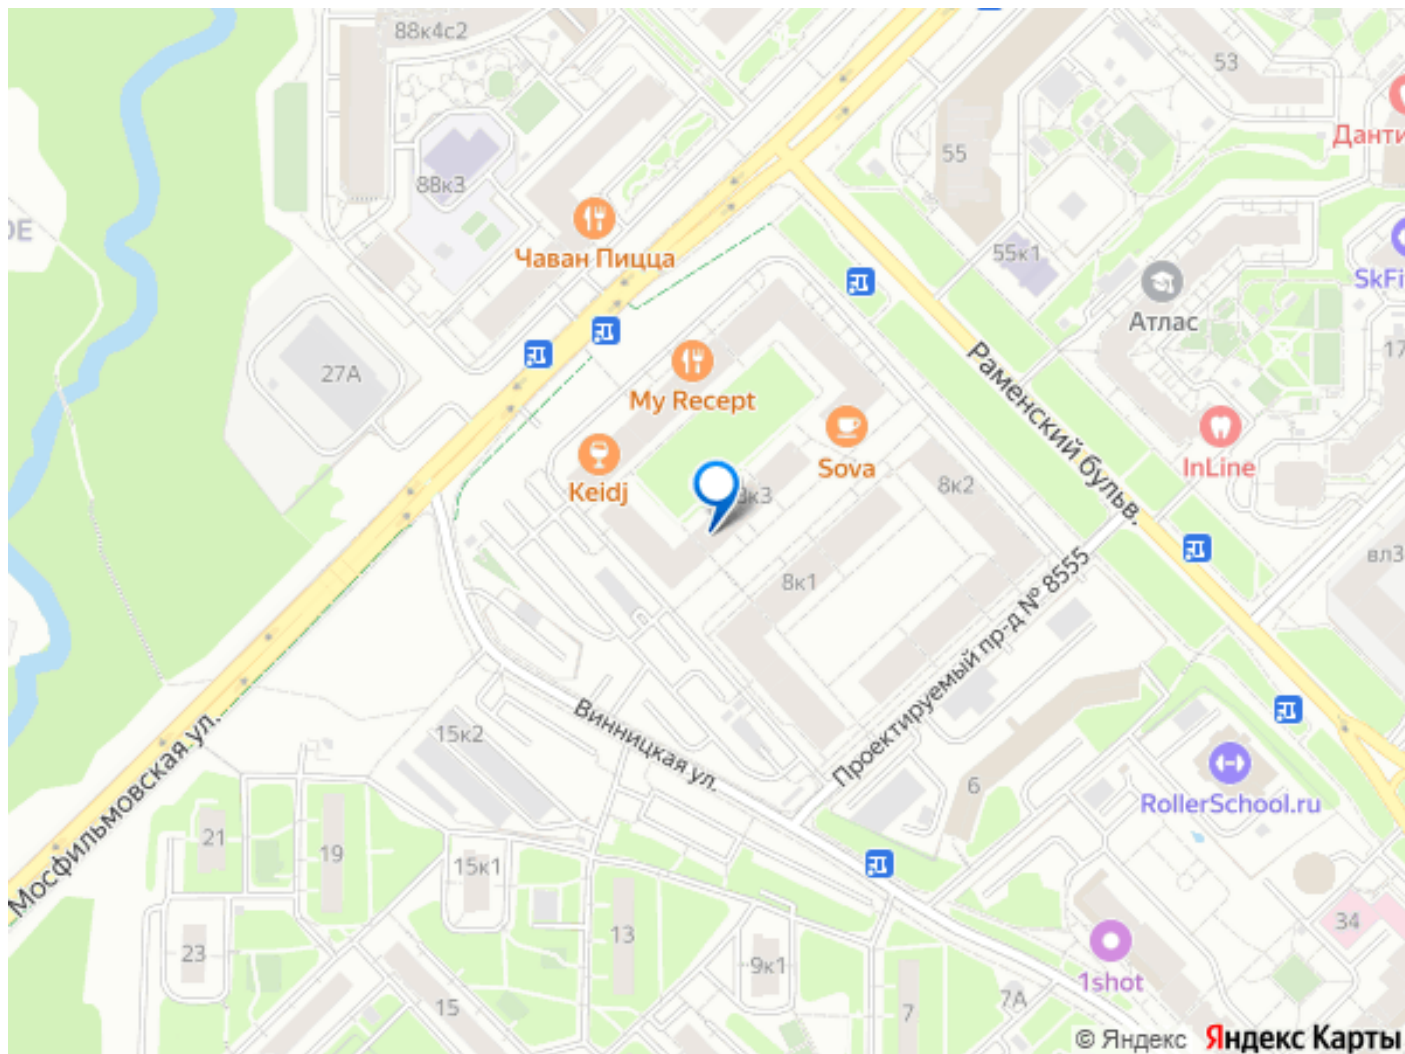 88к4с2
53
Данти
55
88к3
ОЕ
Чаван Пицца
55к1
SkFi
Атлас
17
27А
My Recept
Раменский бульв.
Sova
InLine
Keidj
8к3
8к2
8к1
вл3
Проектируемый пр-д № 8555
Мосфильмовская ул.
Винницкая ул.
15к2
6
RollerSchool.ru
21
19
15к1
13
34
23
9к1
1shot
15
7
7А
© Яндекс Яндекс Карты